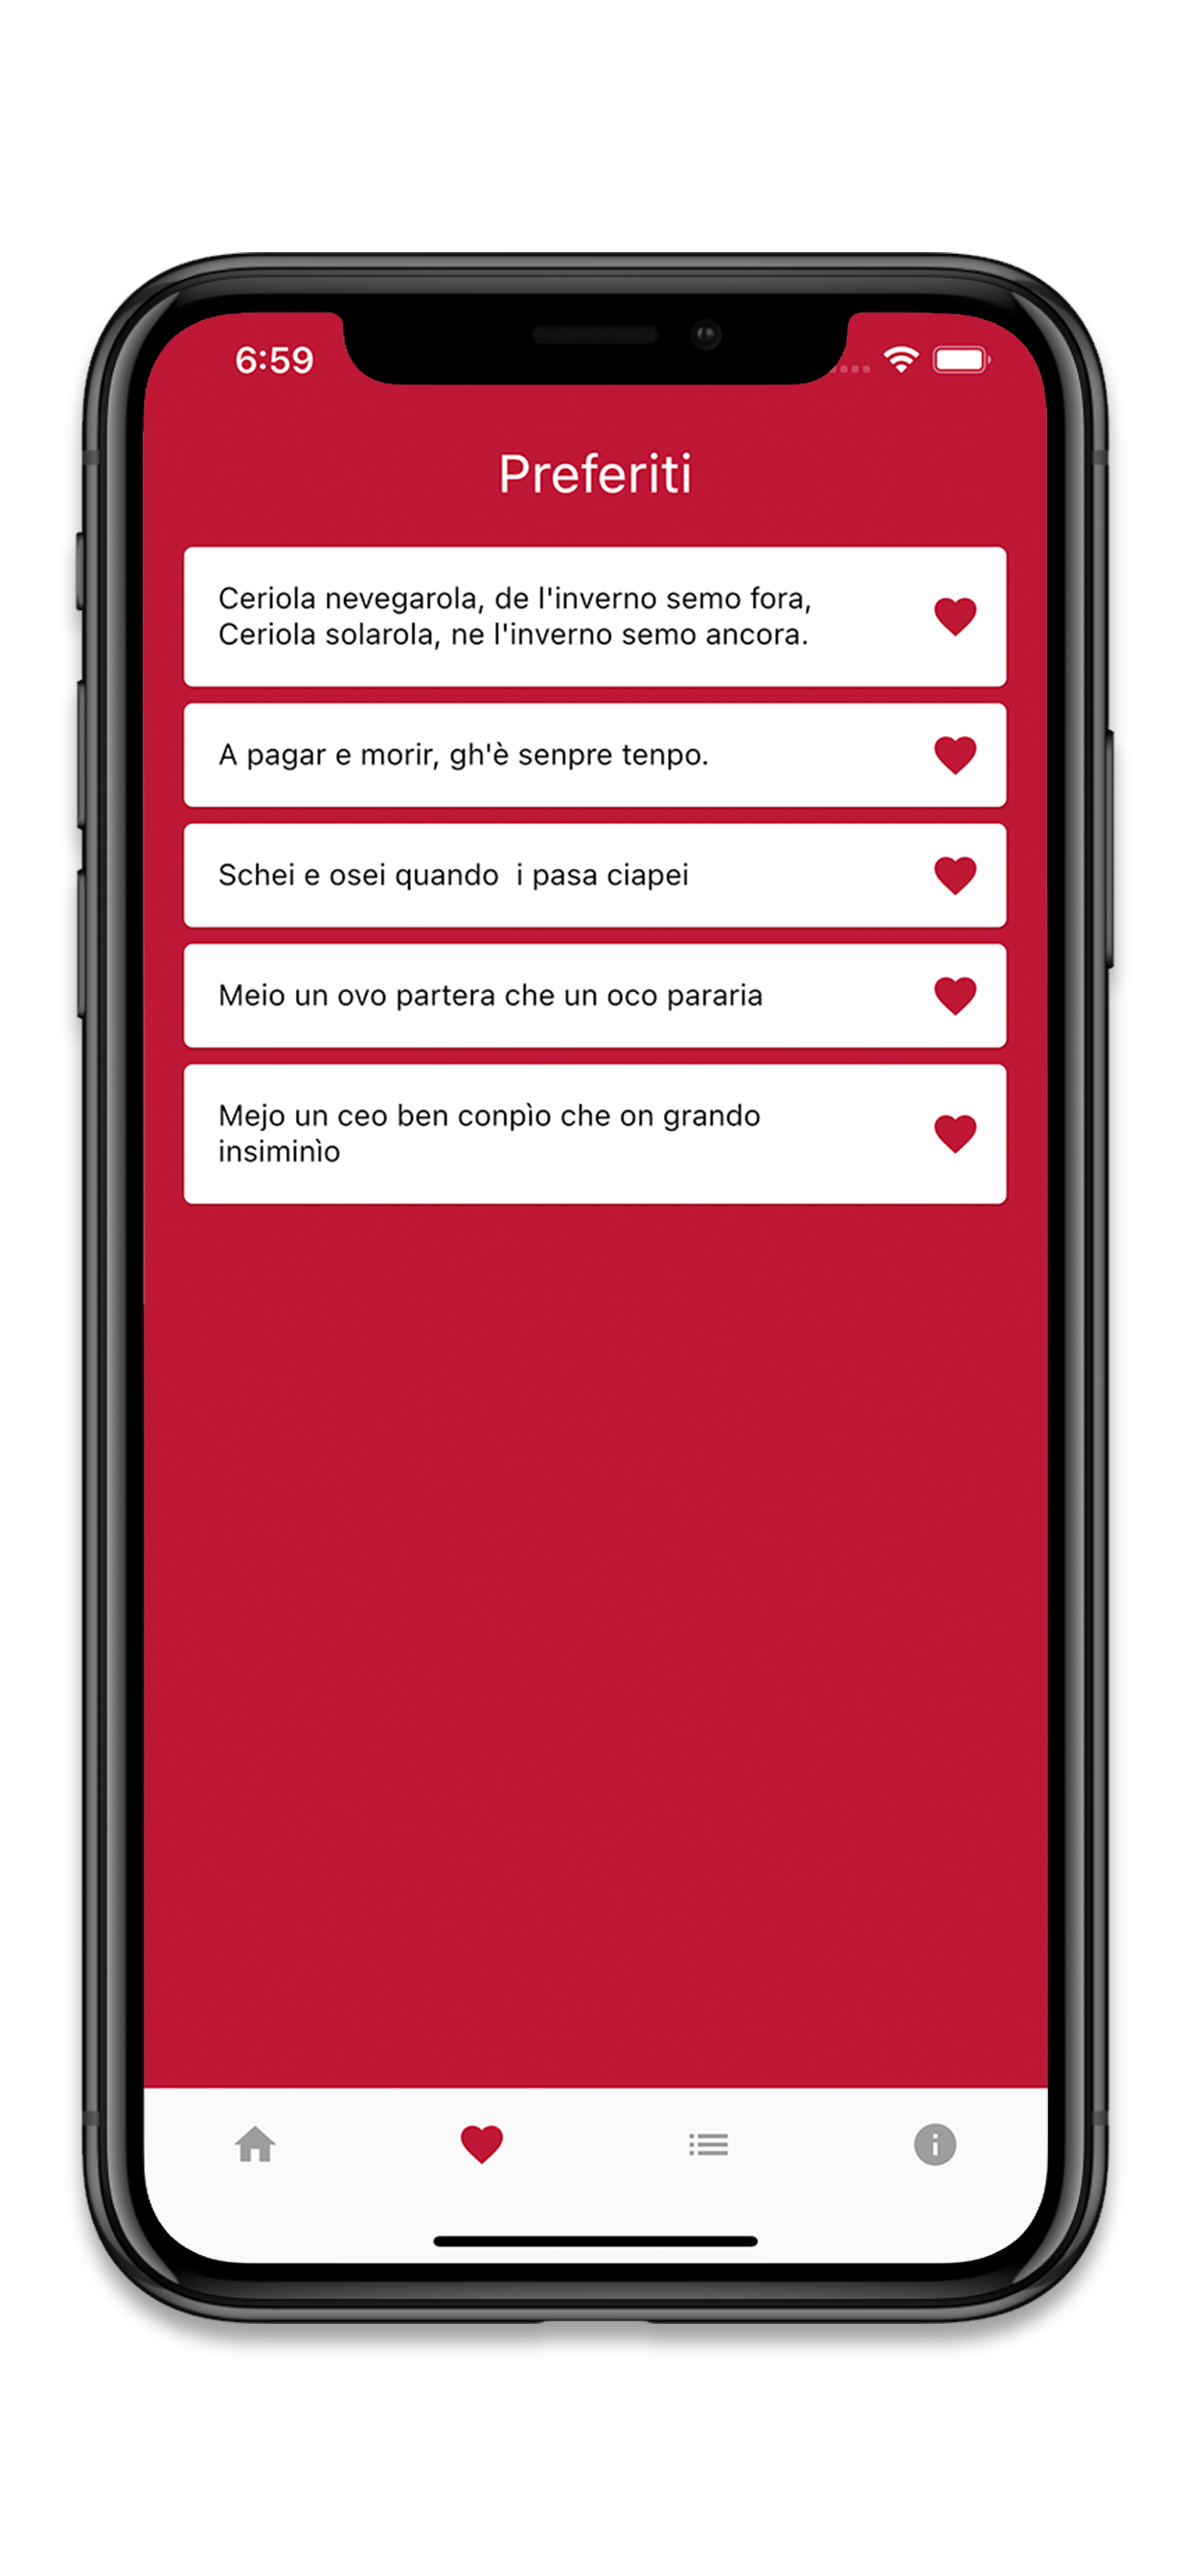 6:59
Preferiti
Ceriola nevegarola, de l'inverno semo fora,
Ceriola solarola, ne l'inverno semo ancora.
A pagar e morir, gh'è senpre tenpo.
Schei e osei quando  i pasa ciapei
Meio un ovo partera che un oco pararia
Mejo un ceo ben conpìo che on grando
insiminìo